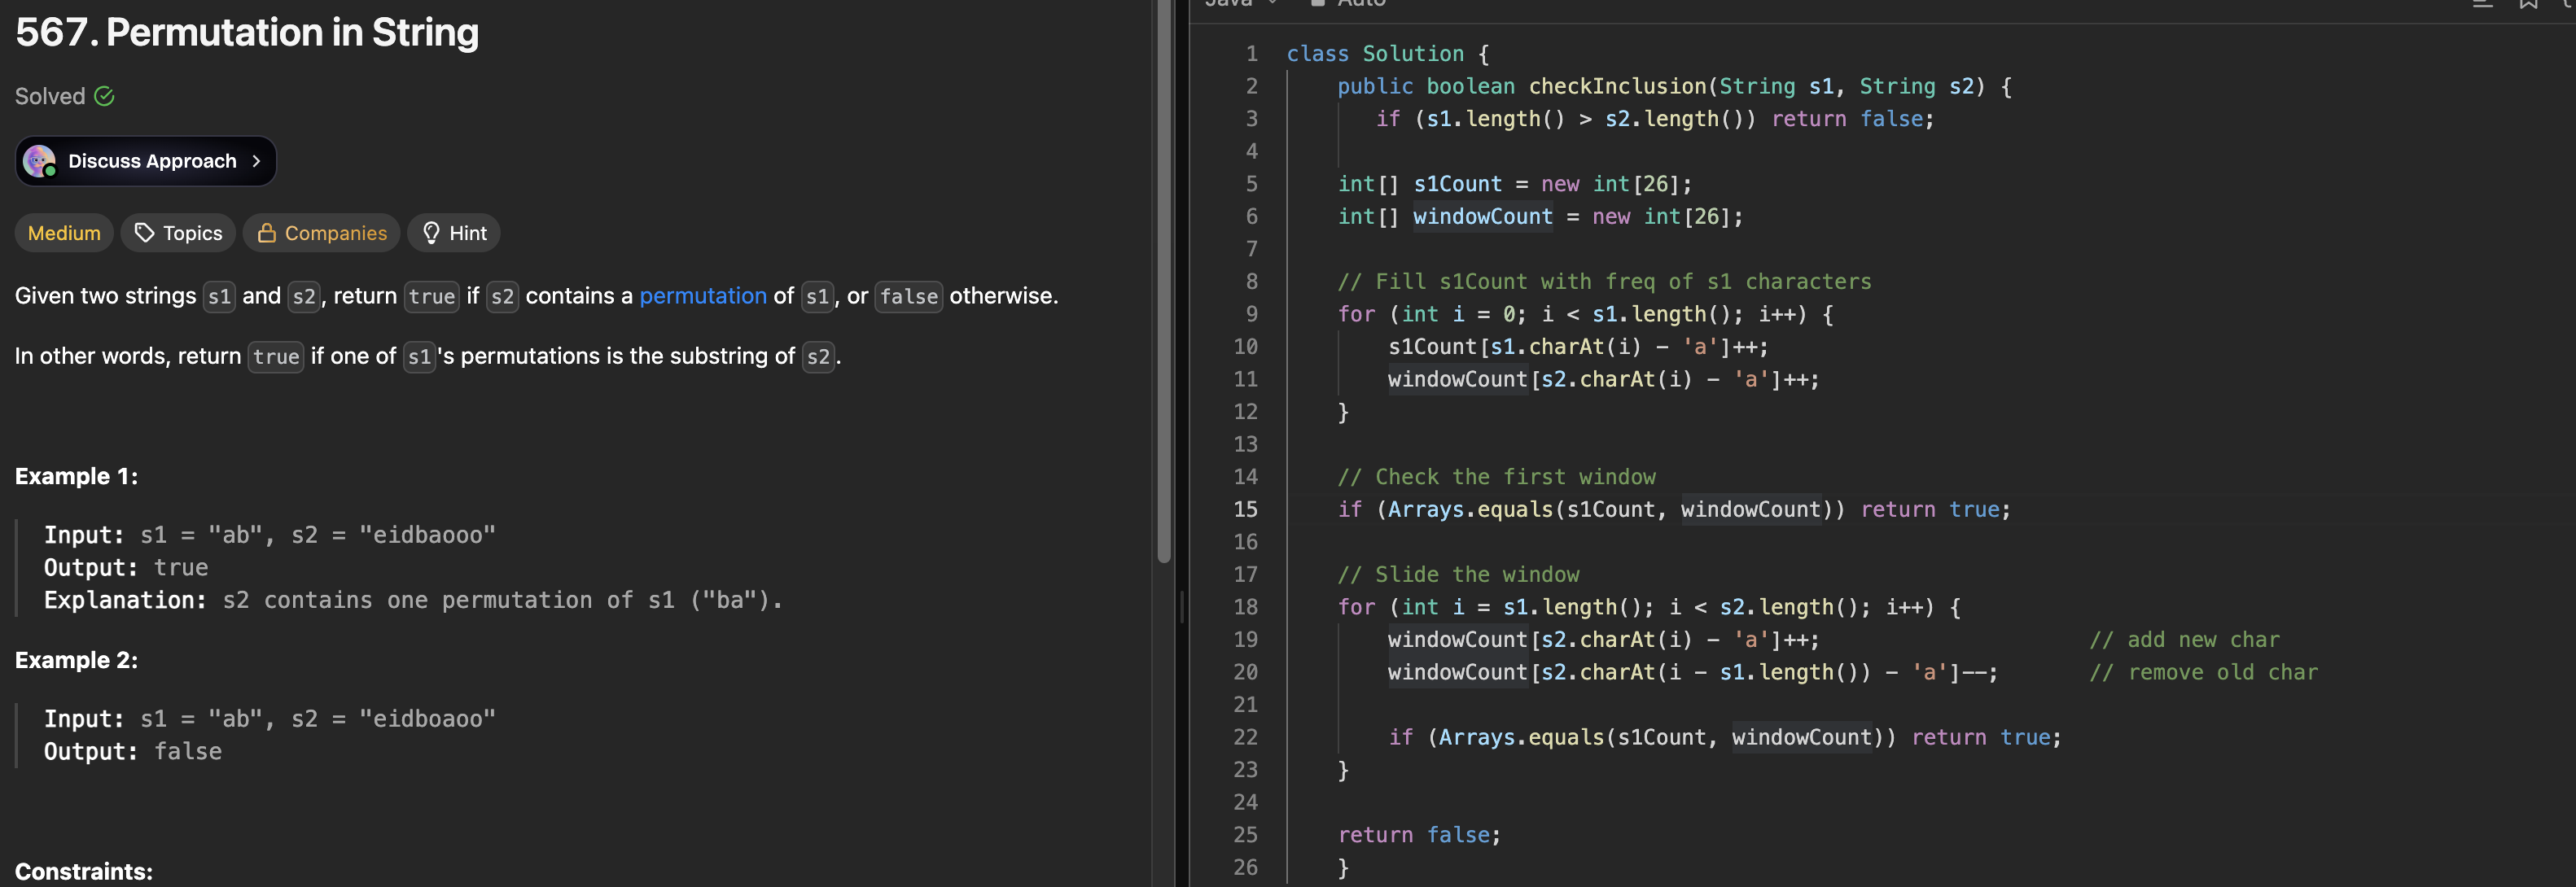 567. Permutation in String
Solved
Discuss Approach
Medium Topics Companies Hint
Given two strings s1 and s2, return true if s2 contains a permutation of s1, or false otherwise.
In other words, return true if one of s1's permutations is the substring of s2.
Example 1:
Input: s1 = "ab", s2 = "eidbaooo"
Output: true
Explanation: s2 contains one permutation of s1 ("ba").
Example 2:
Input: s1 = "ab", s2 = "eidboaoo"
Output: false
Constraints:
Java Auto
1 class Solution {
2 public boolean checkInclusion(String s1, String s2) {
3 if (s1.length() > s2.length()) return false;
4
5 int[] s1Count = new int[26];
6 int[] windowCount = new int[26];
7
8 // Fill s1Count with freq of s1 characters
9 for (int i = 0; i < s1.length(); i++) {
10 s1Count[s1.charAt(i) - 'a']++;
11 windowCount[s2.charAt(i) - 'a']++;
12 }
13
14 // Check the first window
15 if (Arrays.equals(s1Count, windowCount)) return true;
16
17 // Slide the window
18 for (int i = s1.length(); i < s2.length(); i++) {
19 windowCount[s2.charAt(i) - 'a']++; // add new char
20 windowCount[s2.charAt(i - s1.length()) - 'a']--; // remove old char
21
22 if (Arrays.equals(s1Count, windowCount)) return true;
23 }
24
25 return false;
26 }